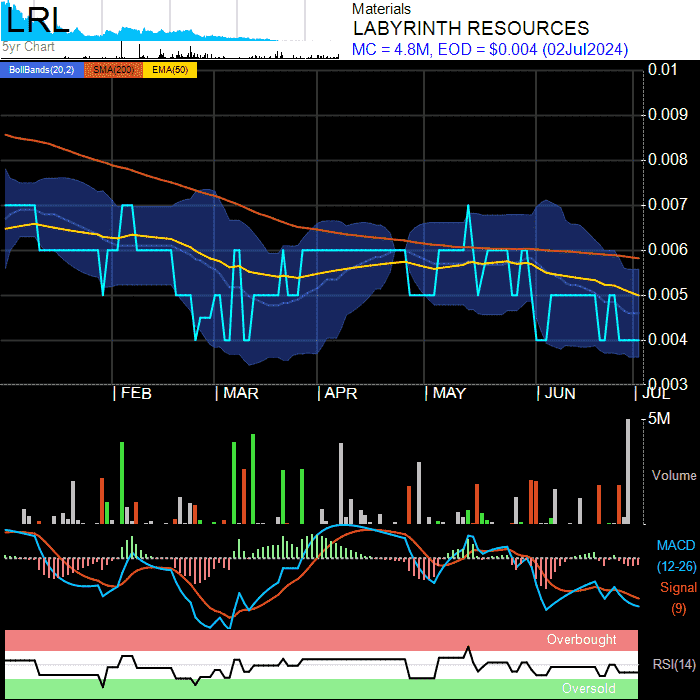 LRL
5yr Chart
Materials
LABYRINTH RESOURCES
MC = 4.8M, EOD = $0.004 (02Jul2024)
BollBands(20,2) SMA(200) EMA(50)
0.01
0.009
0.008
0.007
0.006
0.005
0.004
0.003
FEB MAR APR MAY JUN JUL
5M
Volume
MACD
(12-26)
Signal
(9)
Overbought
RSI(14)
Oversold